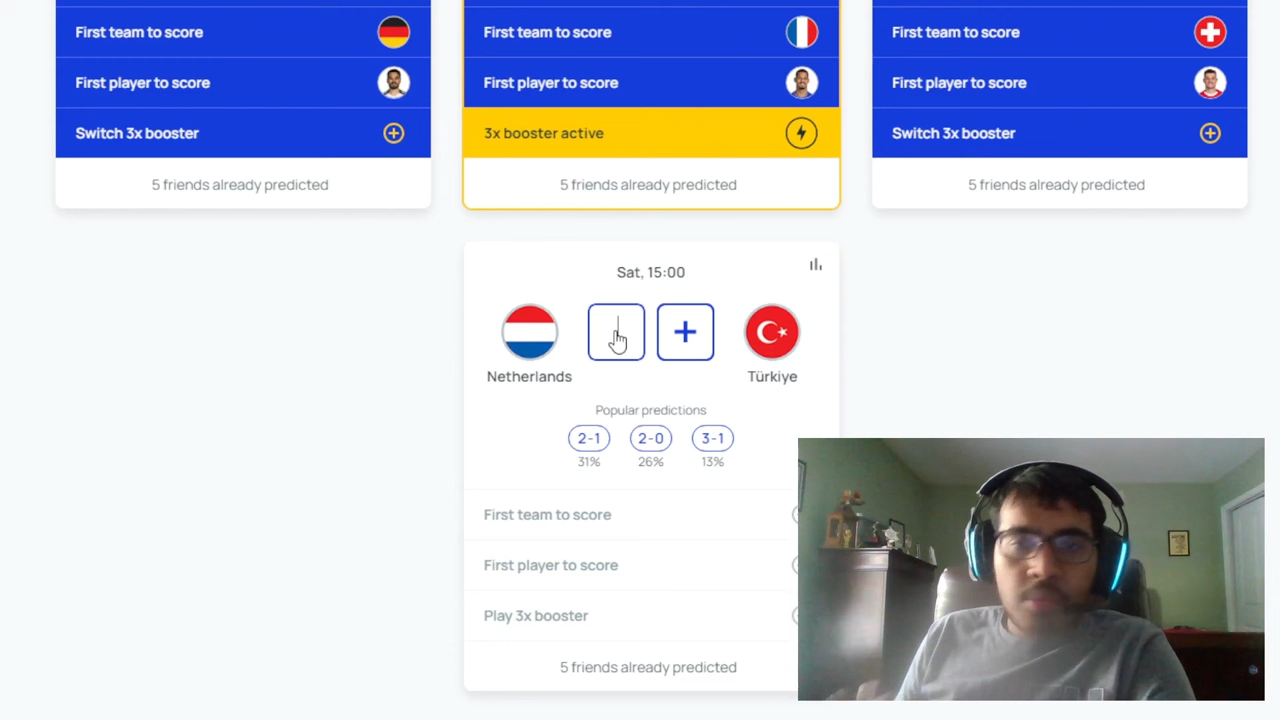 First team to score
First player to score
Switch 3x booster
5 friends already predicted
First team to score
First player to score
3x booster active
5 friends already predicted
First team to score
First player to score
Switch 3x booster
5 friends already predicted
Sat, 15:00
Netherlands
Türkiye
Popular predictions
2-1 2-0 3-1
31% 26% 13%
First team to score
First player to score
Play 3x booster
5 friends already predicted